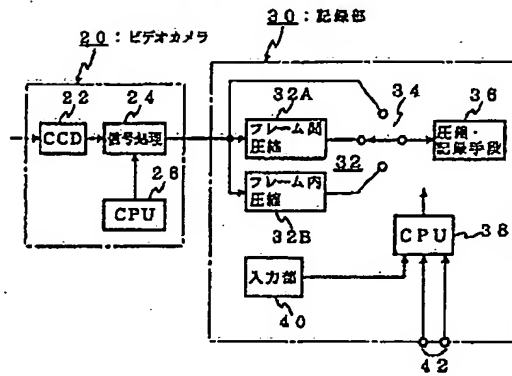 30：記録部
20：ビデオカメラ
22
24
CCD
信号処理
CPU
26
32A
フレーム間
圧縮
32
フレーム内
圧縮
32B
34
36
圧縮・
記録手段
CPU
38
入力部
40
42